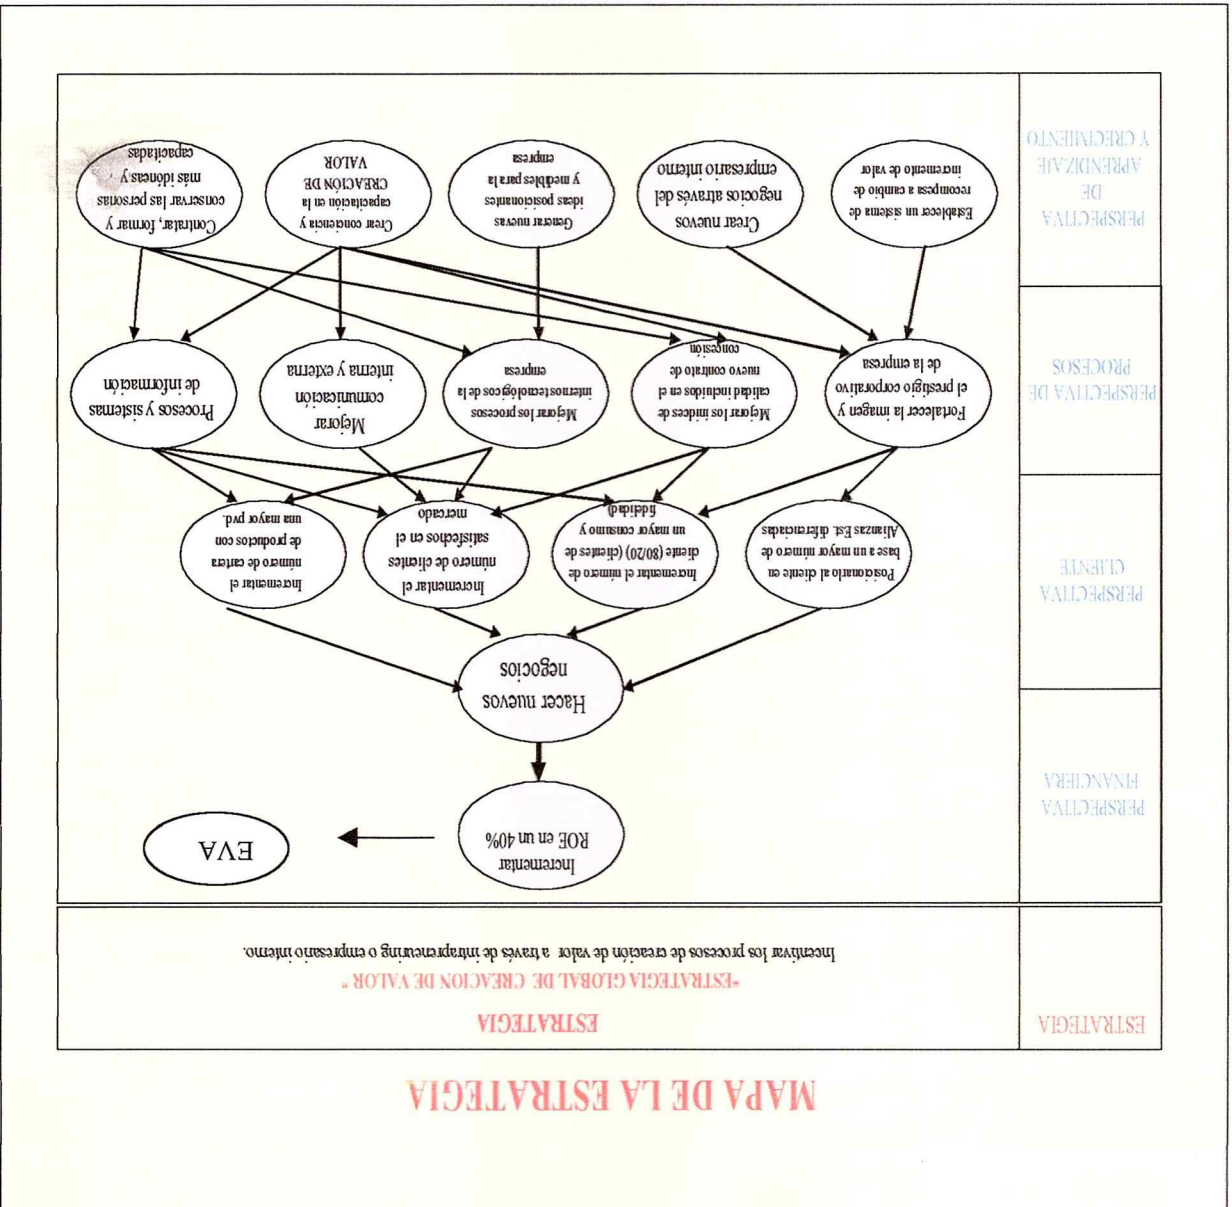 MAPA DE LA ESTRATEGIA
ESTRATEGIA
ESTRATEGIA
"ESTRATEGIA GLOBAL DE CREACION DE VALOR"
Incentivar los procesos de creación de valor a través de intrapreneuring o empresario interno.
PERSPECTIVA
FINANCIERA
Incrementar
ROE en un 40%
EVA
Hacer nuevos
negocios
PERSPECTIVA
CLIENTE
Posicionarlo al cliente en
base a un mayor número de
Alianzas Est. diferenciadas
Incrementar el número de
cliente (80/20) (clientes de
un mayor consumo y
fidelidad)
Incrementar el
número de clientes
satisfechos en el
mercado
Incrementar el
número de cartera
de productos con
una mayor pvd.
PERSPECTIVA DE
PROCESOS
Fortalecer la imagen y
el prestigio corporativo
de la empresa
Mejorar los inidices de
calidad incluidos en el
nuevo contrato de
concesión
Mejorar los procesos
internos tecnológicos de la
empresa
Mejorar
comunicación
interna y externa
Procesos y sistemas
de información
PERSPECTIVA
DE
APRENDIZAJE
Y CRECIMIENTO
Establecer un sistema de
recompesa a cambio de
incremento de valor
Crear nuevos
negocios através del
empresario interno
Generar nuevas
ideas posicionantes
y medibles para la
empresa
Crear conciencia y
capacitación en la
CREACIÓN DE
VALOR
Contratar, formar y
conservar las personas
más idóneas y
capacitadas